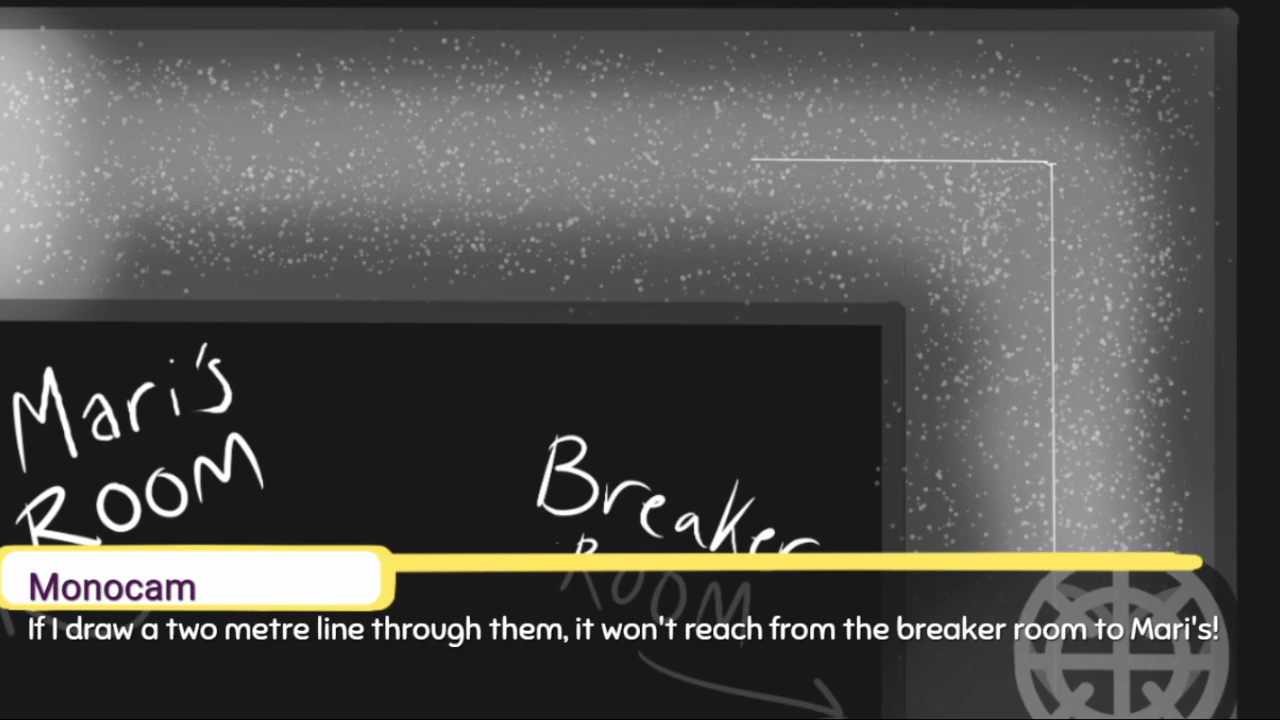 Mari's
ROOM
Breaker
ROOM
Monocam
If I draw a two metre line through them, it won't reach from the breaker room to Mari's!